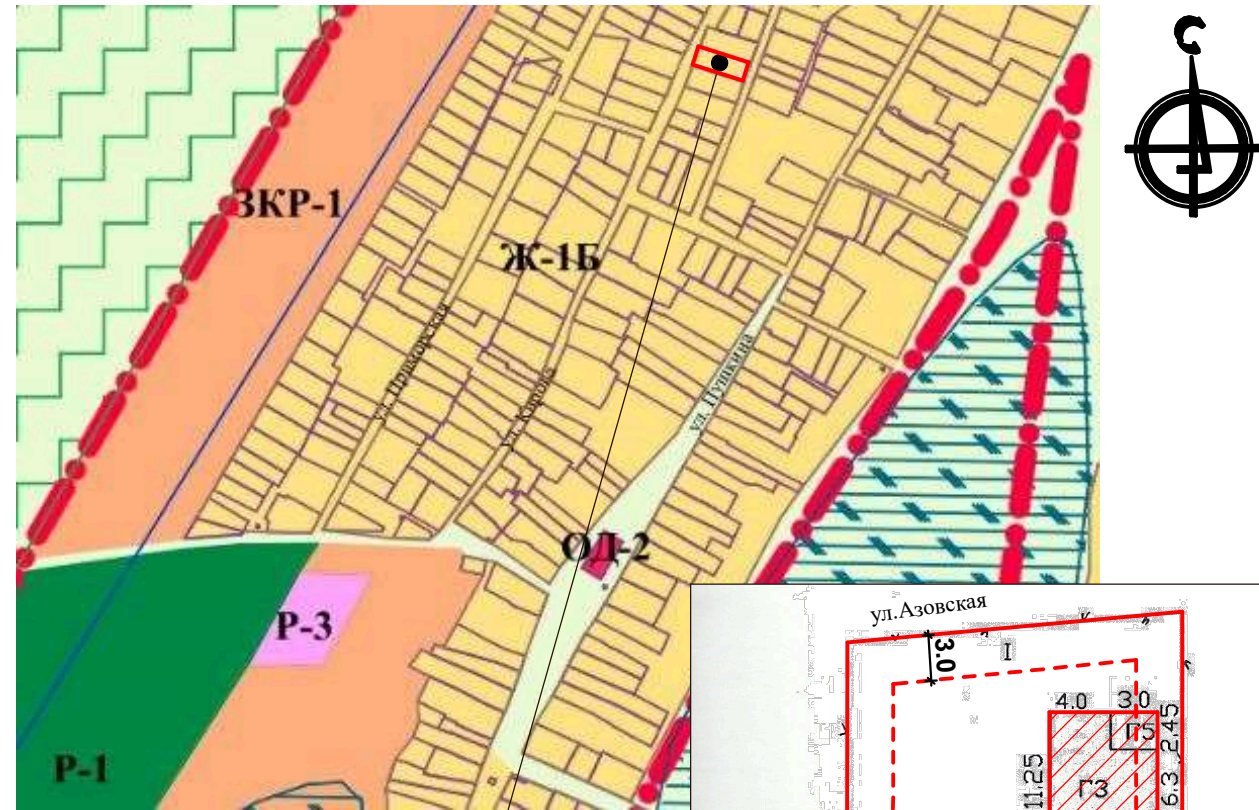 С
ЗКР-1
Ж-1Б
ул. Приморская
ул. Кирова
ул. Пушкина
ОД-2
Р-3
Р-1
ул.Азовская
3.0
I
4.0
3.0
Г5
2.45
11.25
Г3
6.3